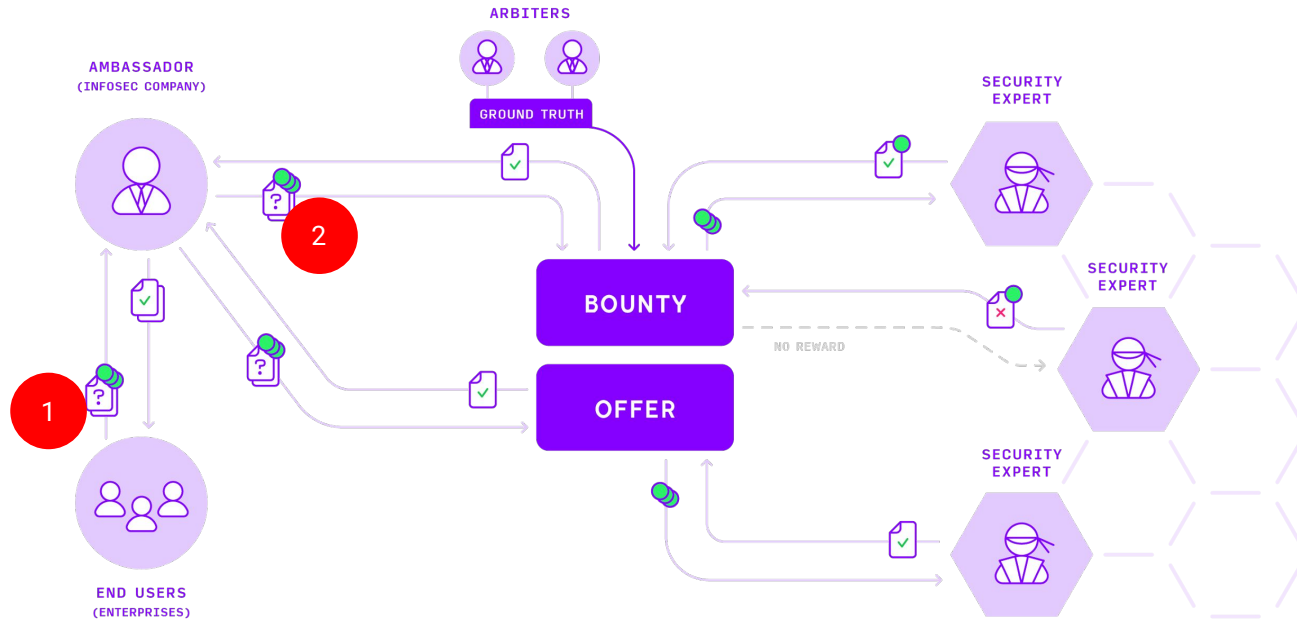 ARBITERS
AMBASSADOR
(INFOSEC COMPANY)
GROUND TRUTH
SECURITY
EXPERT
?
2
BOUNTY
SECURITY
EXPERT
NO REWARD
?
1
?
OFFER
SECURITY
EXPERT
END USERS
(ENTERPRISES)